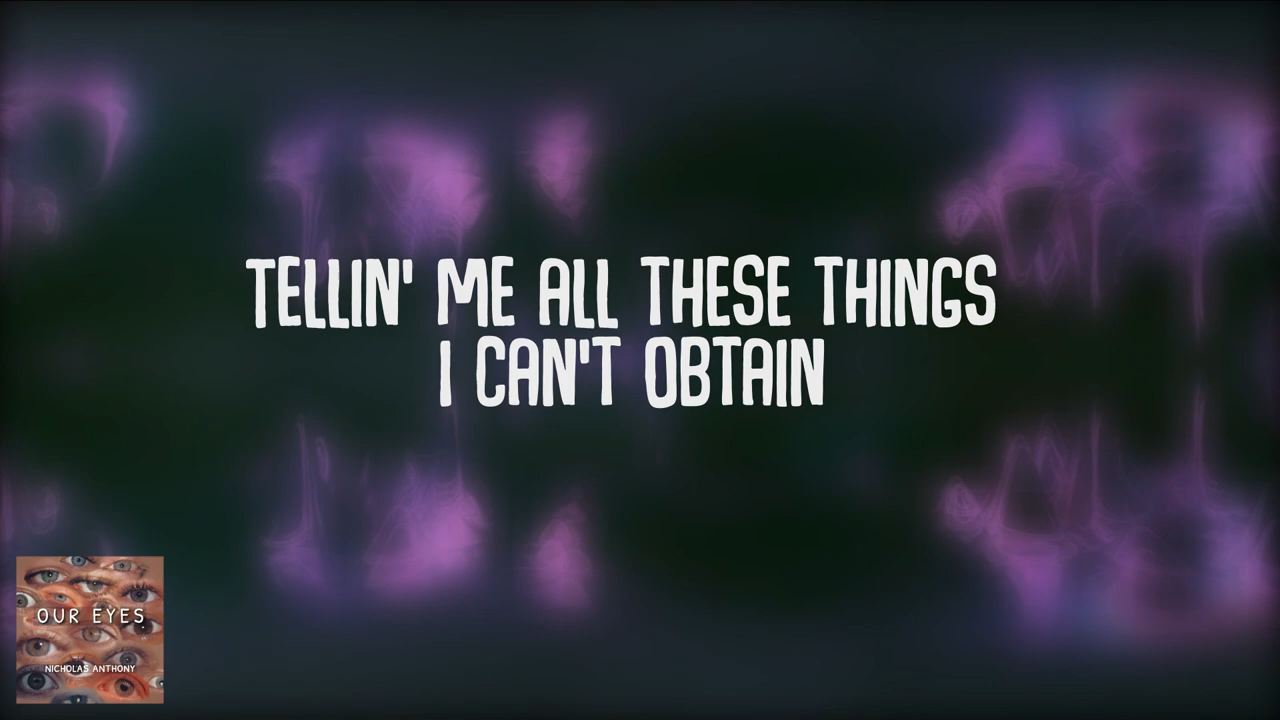 TELLIN' ME ALL THESE THINGS
I CAN'T OBTAIN
OUR EYES
NICHOLAS ANTHONY